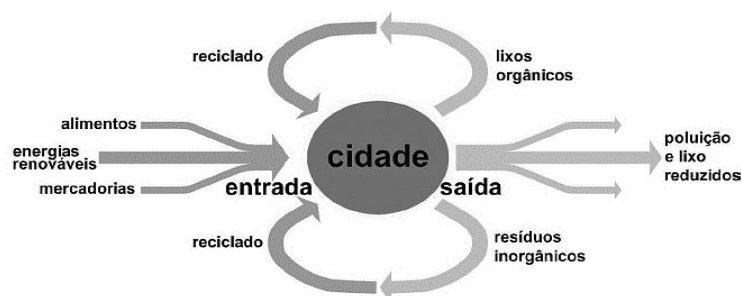 reciclado
lixos
orgânicos
alimentos
energias
renováveis
mercadorias
entrada
cidade
saída
poluição
e lixo
reduzidos
reciclado
resíduos
inorgânicos